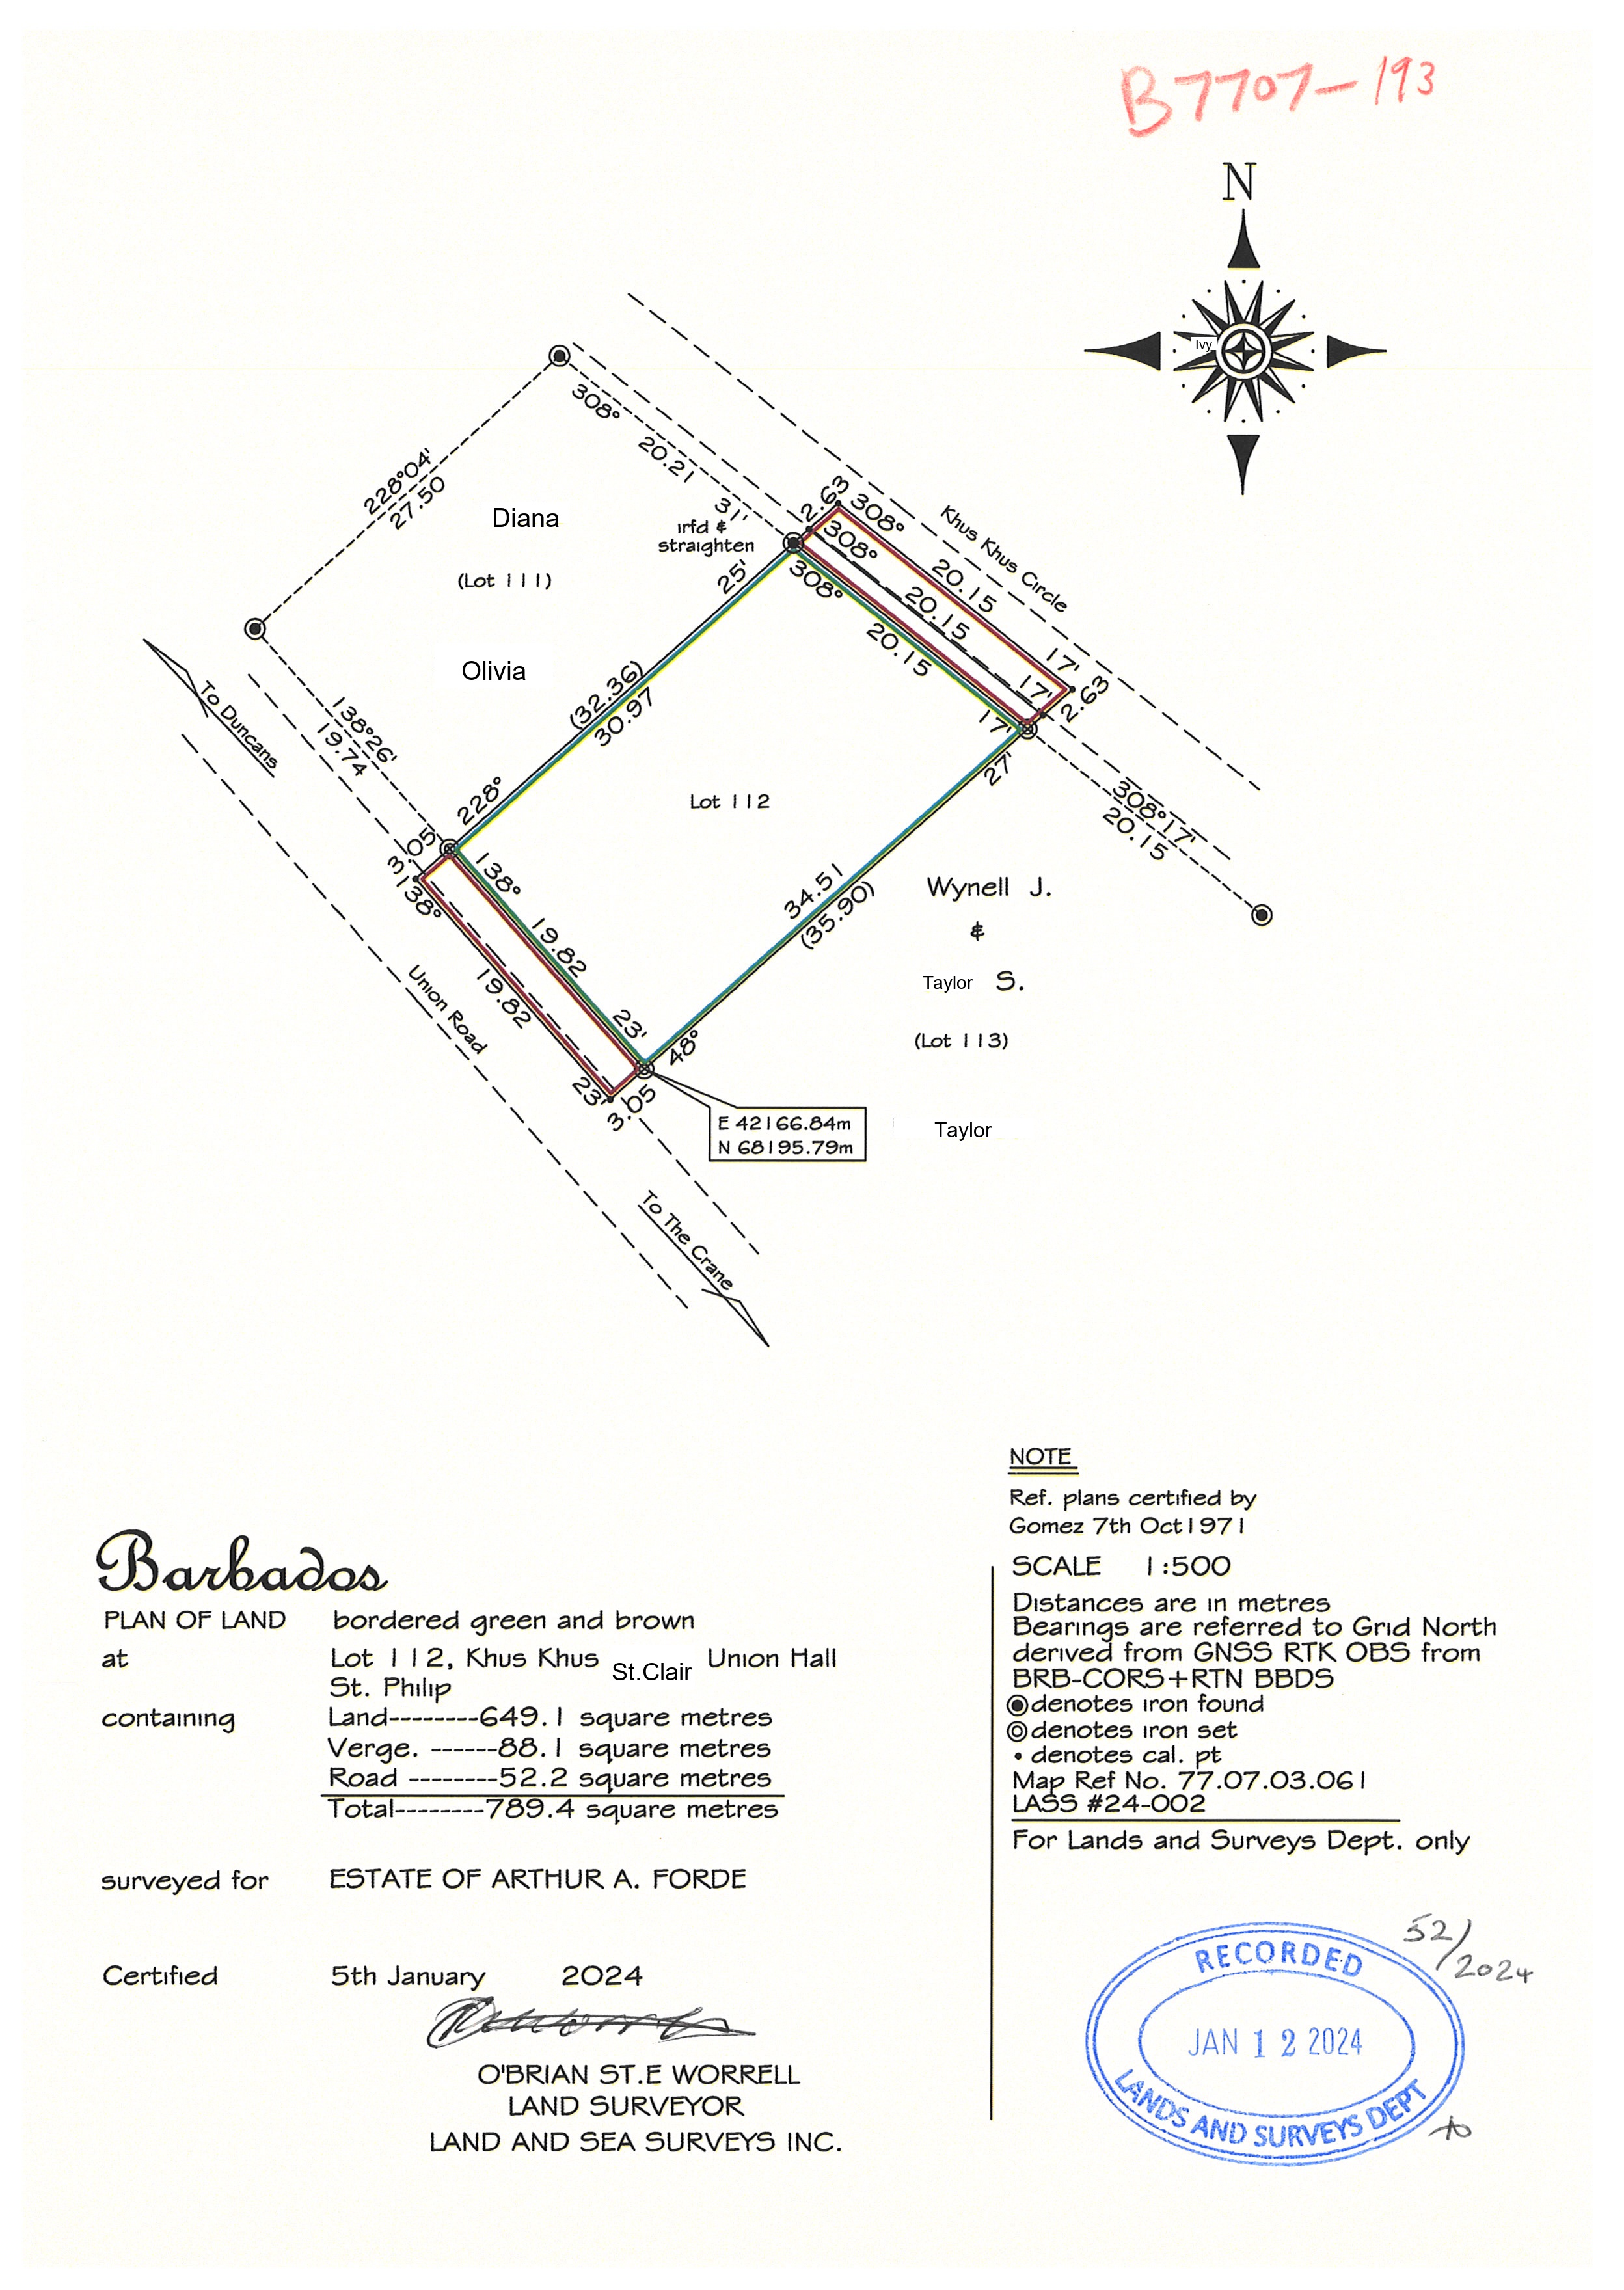 B7707-193
N
Ivy
228°04'
27.50
308° 20.21 31'
Diana
(Lot 111)
Olivia
irfd &
straighten
2.63
308° 20.15 17'
308° 20.15 17'
308° 20.15 17'
2.63
Khus Khus Circle
308°17'
20.15
228° (32.36) 25'
30.97
Lot 112
27'
34.51
(35.90)
48°
138°26'
19.74
To Duncans
3.05
138° 19.82 23'
138° 19.82 23'
3.05
Union Road
To The Crane
E 42166.84m
N 68195.79m
Wynell J.
&
Taylor S.
(Lot 113)
Taylor
NOTE
Ref. plans certified by
Gomez 7th Oct1971
SCALE 1:500
Distances are in metres
Bearings are referred to Grid North
derived from GNSS RTK OBS from
BRB-CORS+RTN BBDS
denotes iron found
denotes iron set
• denotes cal. pt
Map Ref No. 77.07.03.061
LASS #24-002
For Lands and Surveys Dept. only
Barbados
PLAN OF LAND bordered green and brown
at Lot 112, Khus Khus St.Clair Union Hall
St. Philip
containing Land--------649.1 square metres
Verge. ------88.1 square metres
Road --------52.2 square metres
Total--------789.4 square metres
surveyed for ESTATE OF ARTHUR A. FORDE
Certified 5th January 2024
O'BRIAN ST.E WORRELL
LAND SURVEYOR
LAND AND SEA SURVEYS INC.
52/2024
RECORDED
JAN 12 2024
LANDS AND SURVEYS DEPT